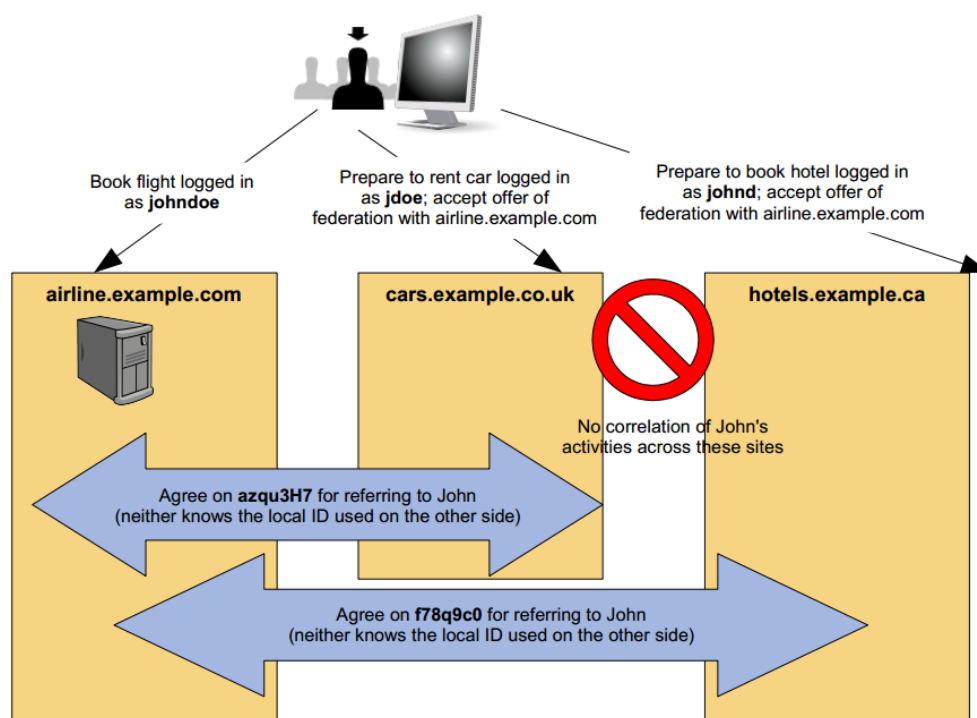 Book flight logged in
as johndoe
Prepare to rent car logged in
as jdoe; accept offer of
federation with airline.example.com
Prepare to book hotel logged in
as johnd; accept offer of
federation with airline.example.com
airline.example.com
cars.example.co.uk
hotels.example.ca
No correlation of John's
activities across these sites
Agree on azqu3H7 for referring to John
(neither knows the local ID used on the other side)
Agree on f78q9c0 for referring to John
(neither knows the local ID used on the other side)